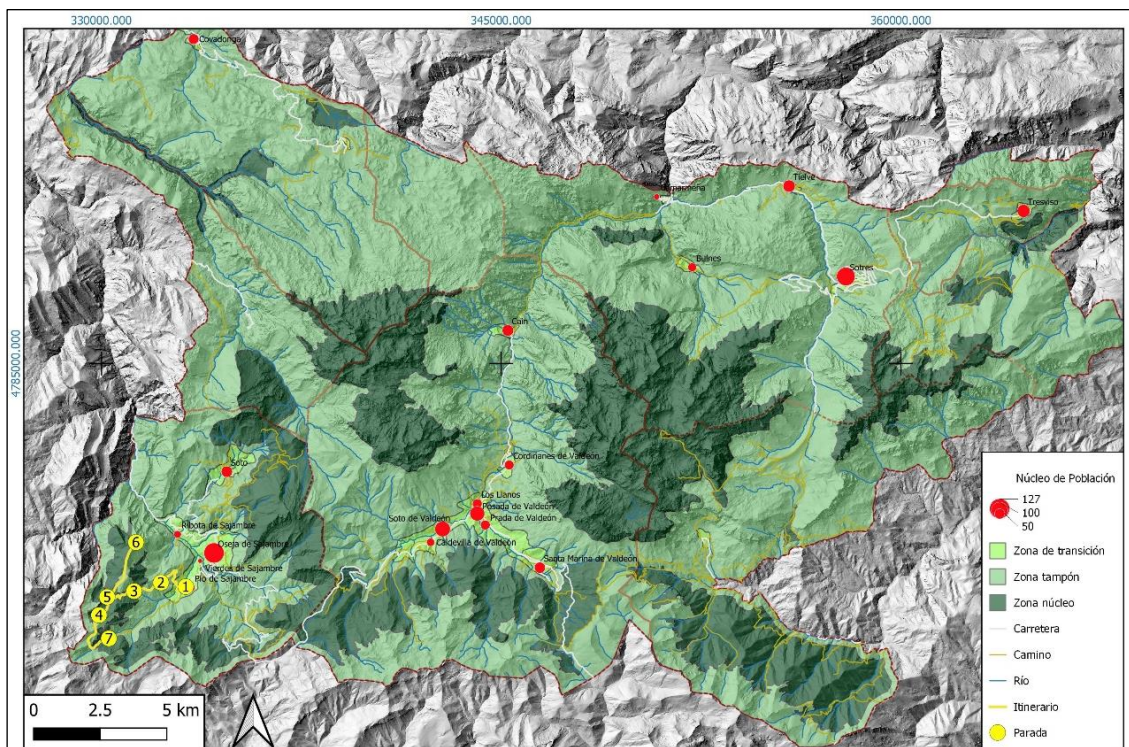 330000.000
345000.000
360000.000
4785000.000
Covadonga
Tielve
Tresviso
Bulnes
Sotres
Caín
Cordiñanes de Valdeón
Soto
Los Llanos
Posada de Valdeón
Soto de Valdeón
Prada de Valdeón
Caldevilla de Valdeón
Santa Marina de Valdeón
Ribota de Sajambre
Oseja de Sajambre
Vierdes de Sajambre
Pío de Sajambre
6
5
3
2
1
4
7
Núcleo de Población
127
100
50
Zona de transición
Zona tampón
Zona núcleo
Carretera
Camino
Río
Itinerario
Parada
0 2.5 5 km